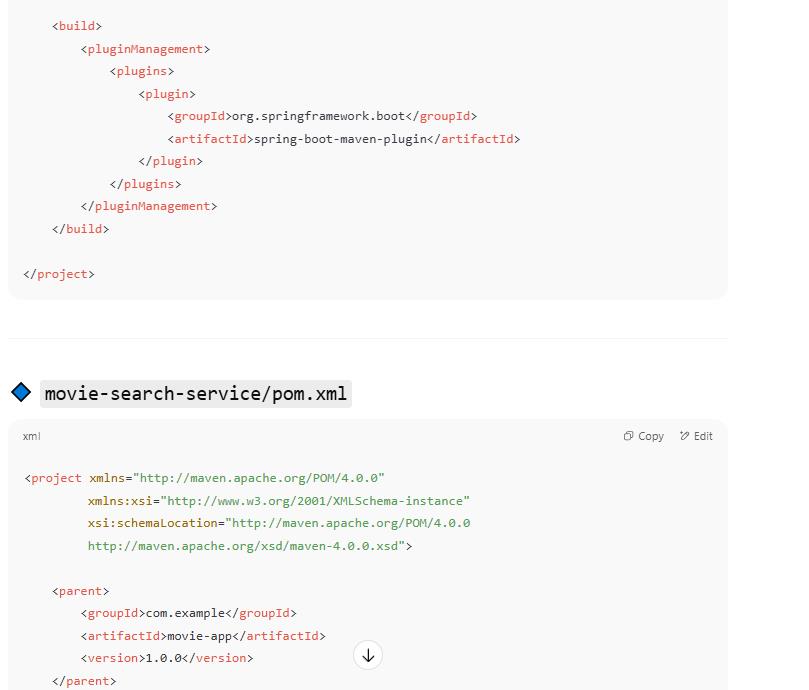 <build>
<pluginManagement>
<plugins>
<plugin>
<groupId>org.springframework.boot</groupId>
<artifactId>spring-boot-maven-plugin</artifactId>
</plugin>
</plugins>
</pluginManagement>
</build>
</project>
movie-search-service/pom.xml
xml Copy Edit
<project xmlns="http://maven.apache.org/POM/4.0.0"
xmlns:xsi="http://www.w3.org/2001/XMLSchema-instance"
xsi:schemaLocation="http://maven.apache.org/POM/4.0.0
http://maven.apache.org/xsd/maven-4.0.0.xsd">
<parent>
<groupId>com.example</groupId>
<artifactId>movie-app</artifactId>
<version>1.0.0</version>
</parent>